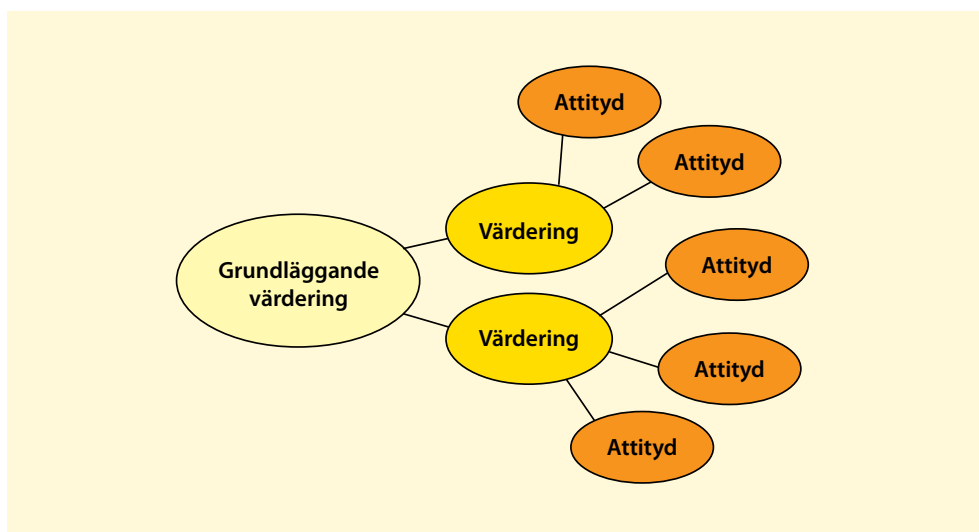 Attityd
Attityd
Värdering
Attityd
Grundläggande
värdering
Värdering
Attityd
Attityd